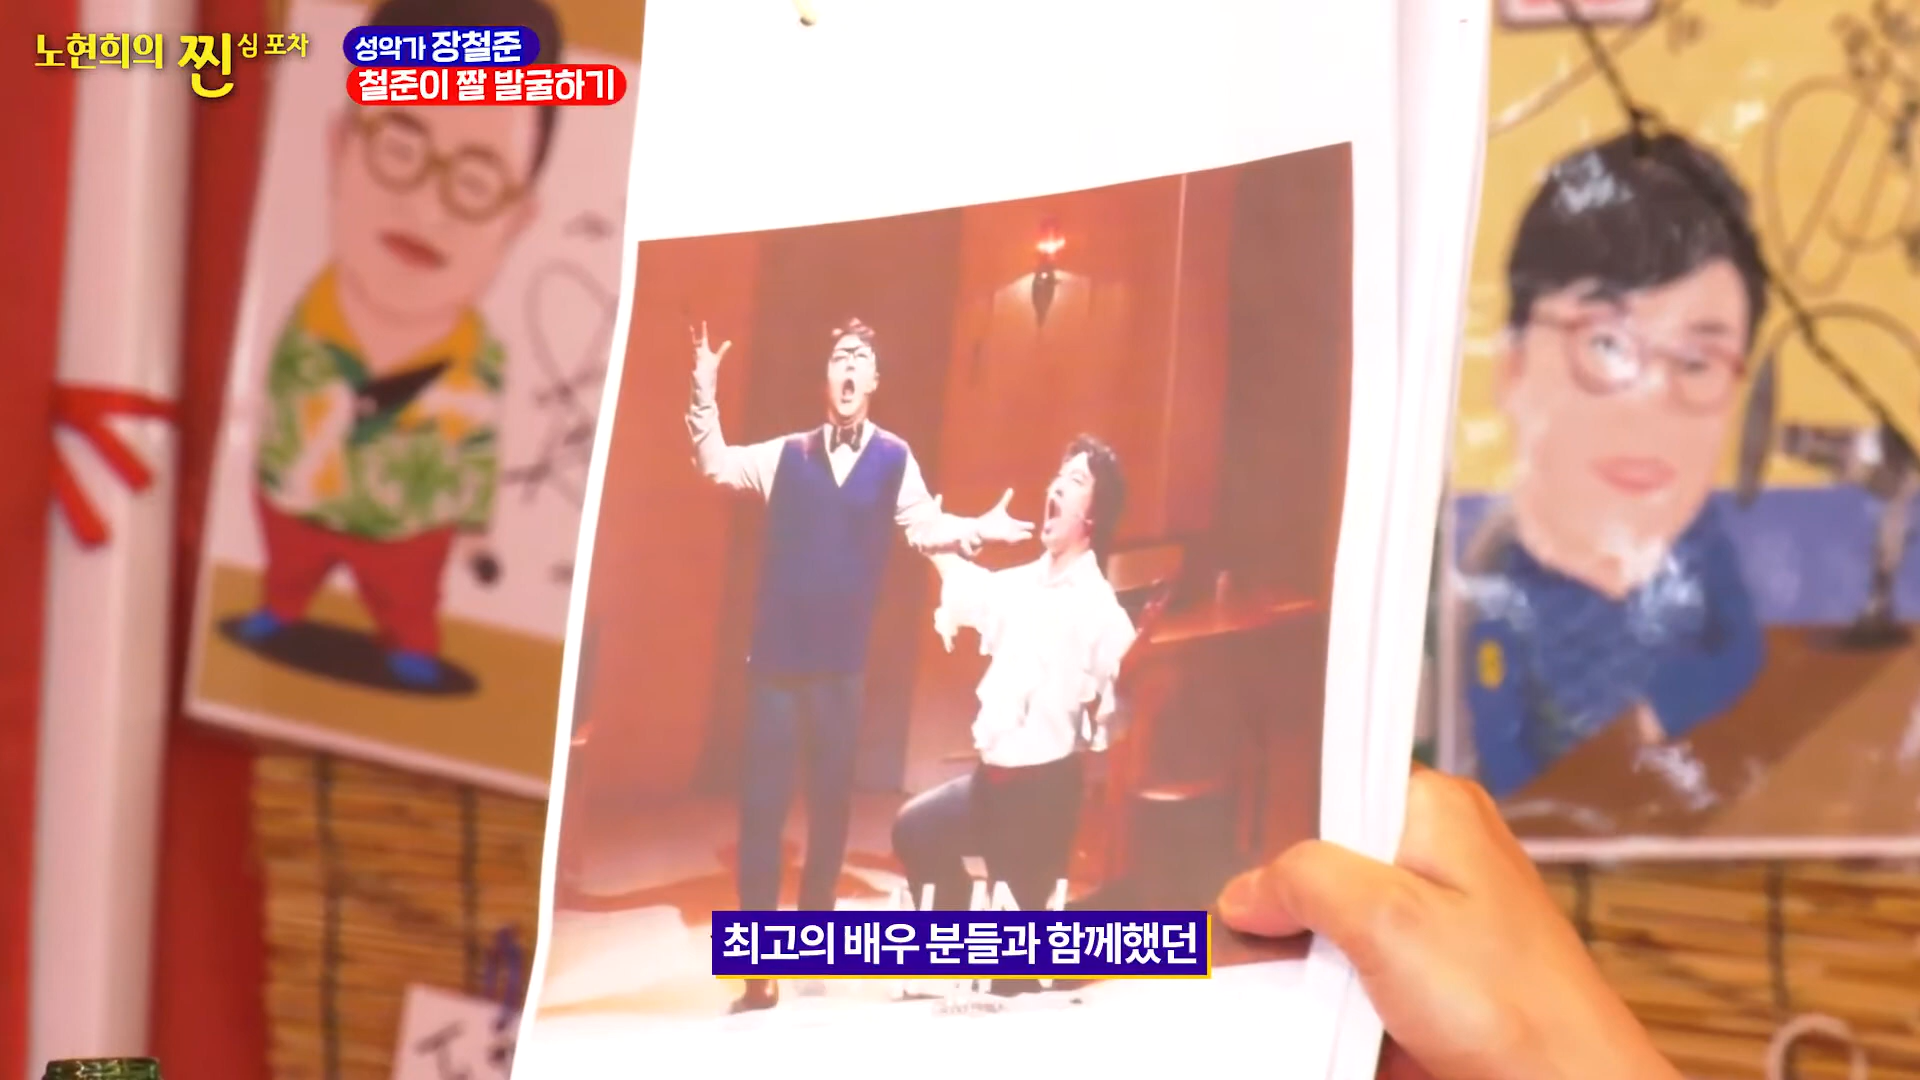 노현희의 찐심 포차
성악가 장철준
철준이 짤 발굴하기
최고의 배우 분들과 함께했던